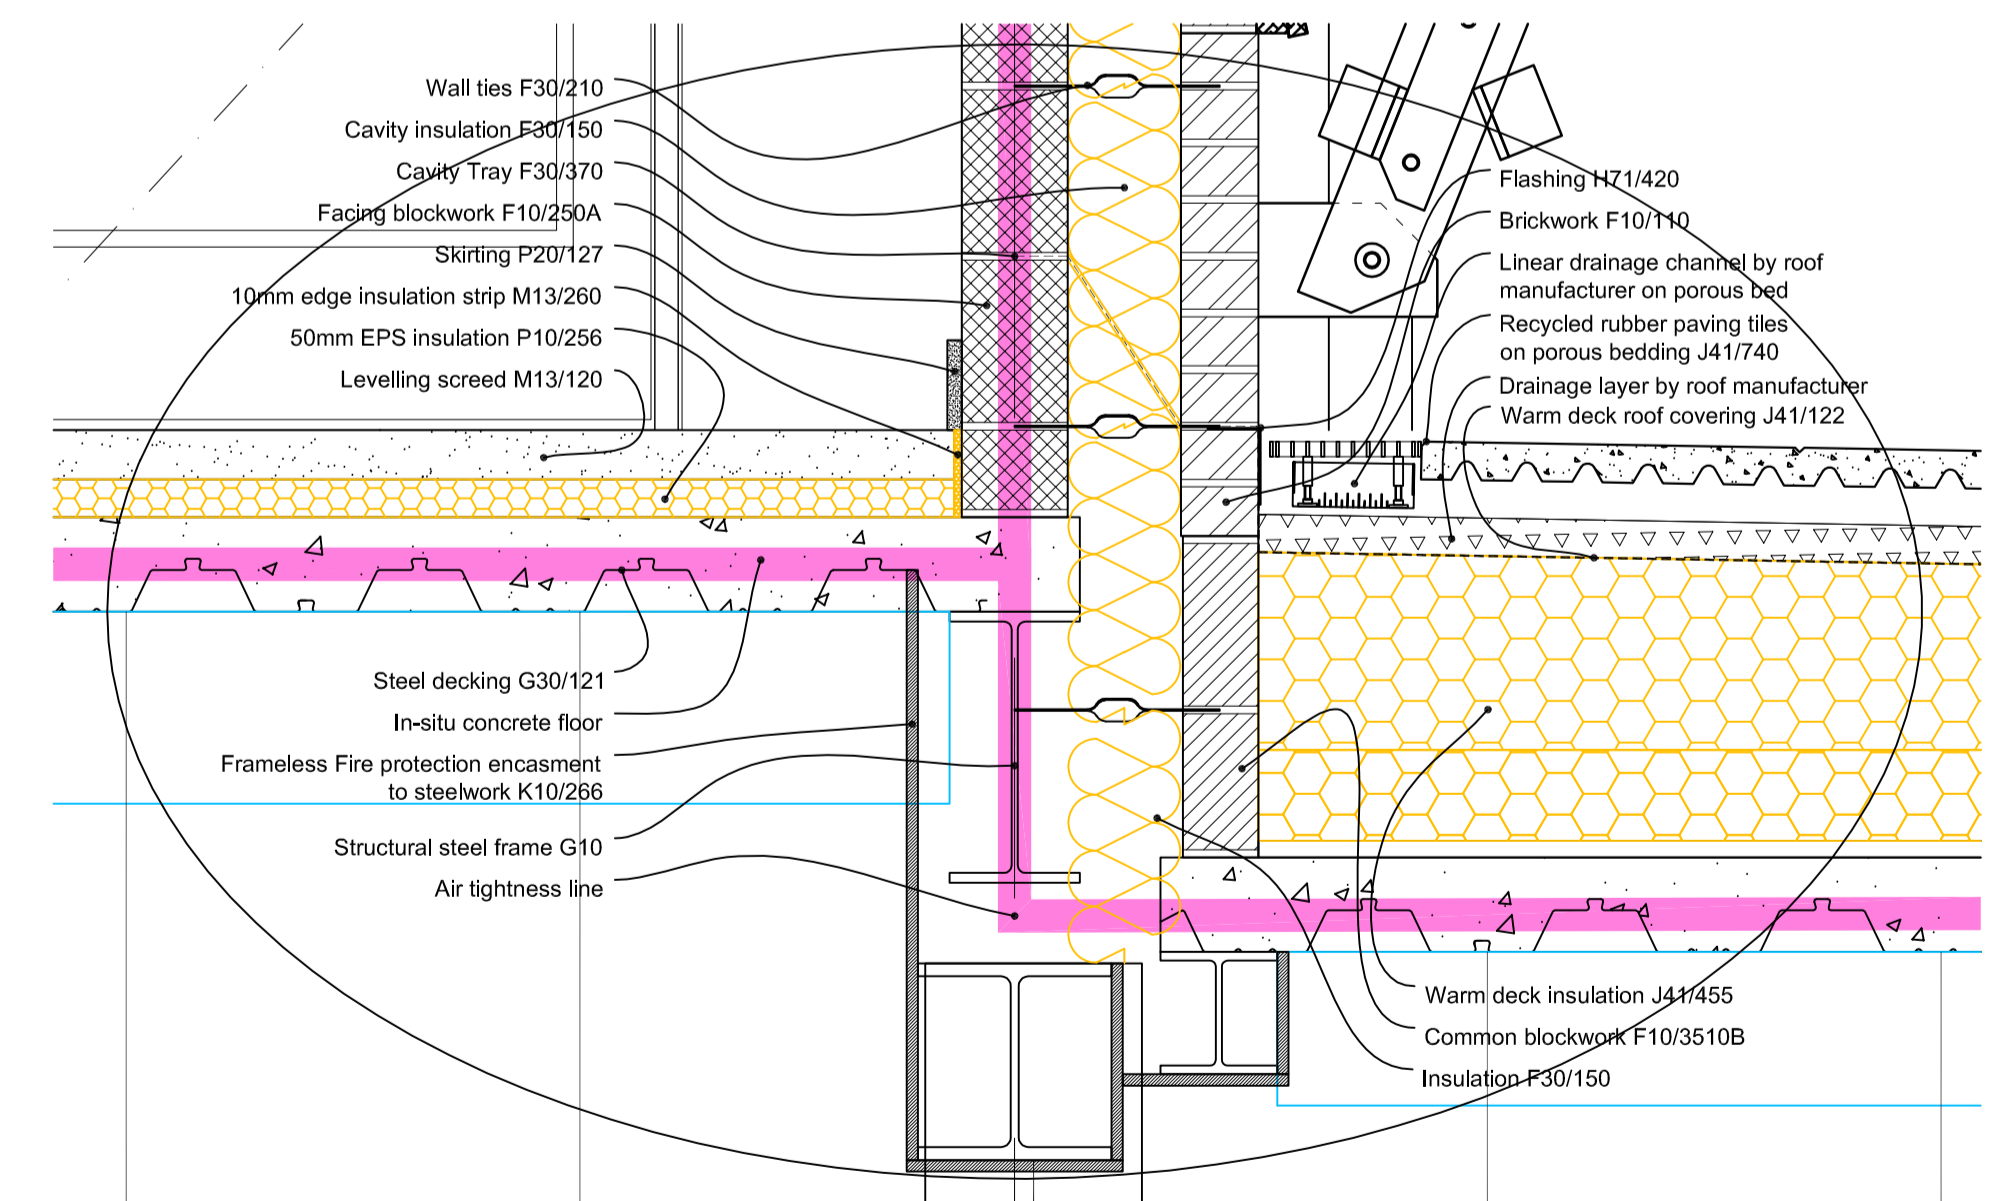 Wall ties F30/210
Cavity insulation F30/150
Cavity Tray F30/370
Facing blockwork F10/250A
Skirting P20/127
10mm edge insulation strip M13/260
50mm EPS insulation P10/256
Levelling screed M13/120
Steel decking G30/121
In-situ concrete floor
Frameless Fire protection encasment
to steelwork K10/266
Structural steel frame G10
Air tightness line
Flashing H71/420
Brickwork F10/110
Linear drainage channel by roof
manufacturer on porous bed
Recycled rubber paving tiles
on porous bedding J41/740
Drainage layer by roof manufacturer
Warm deck roof covering J41/122
Warm deck insulation J41/455
Common blockwork F10/3510B
Insulation F30/150